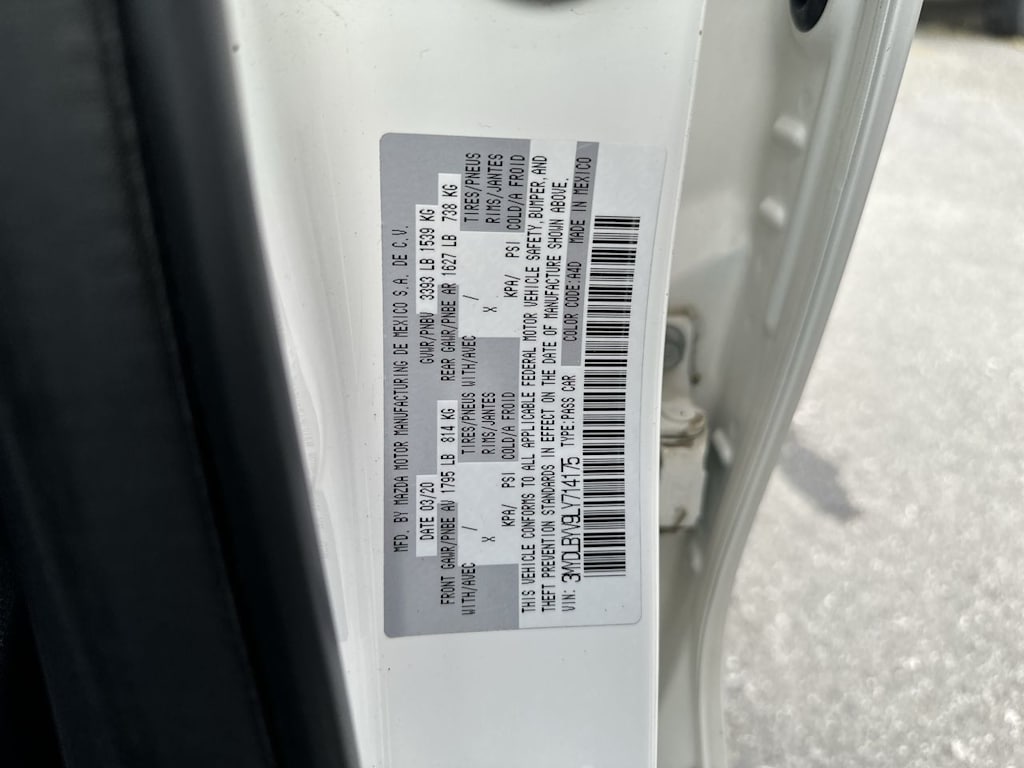 MFD. BY MAZDA MOTOR MANUFACTURING DE MEXICO S.A. DE C.V.
DATE 03/20 GVWR/PNBV 3393 LB 1539 KG
FRONT GAWR/PNBE AV 1795 LB 814 KG REAR GAWR/PNBE AR 1627 LB 738 KG
WITH/AVEC / TIRES/PNEUS WITH/AVEC / TIRES/PNEUS
X RIMS/JANTES X RIMS/JANTES
KPA/ PSI COLD/A FROID KPA/ PSI COLD/A FROID
THIS VEHICLE CONFORMS TO ALL APPLICABLE FEDERAL MOTOR VEHICLE SAFETY, BUMPER, AND
THEFT PREVENTION STANDARDS IN EFFECT ON THE DATE OF MANUFACTURE SHOWN ABOVE.
VIN: 3MYDLBYV9LY714175 TYPE:PASS CAR COLOR CODE:A4D MADE IN MEXICO